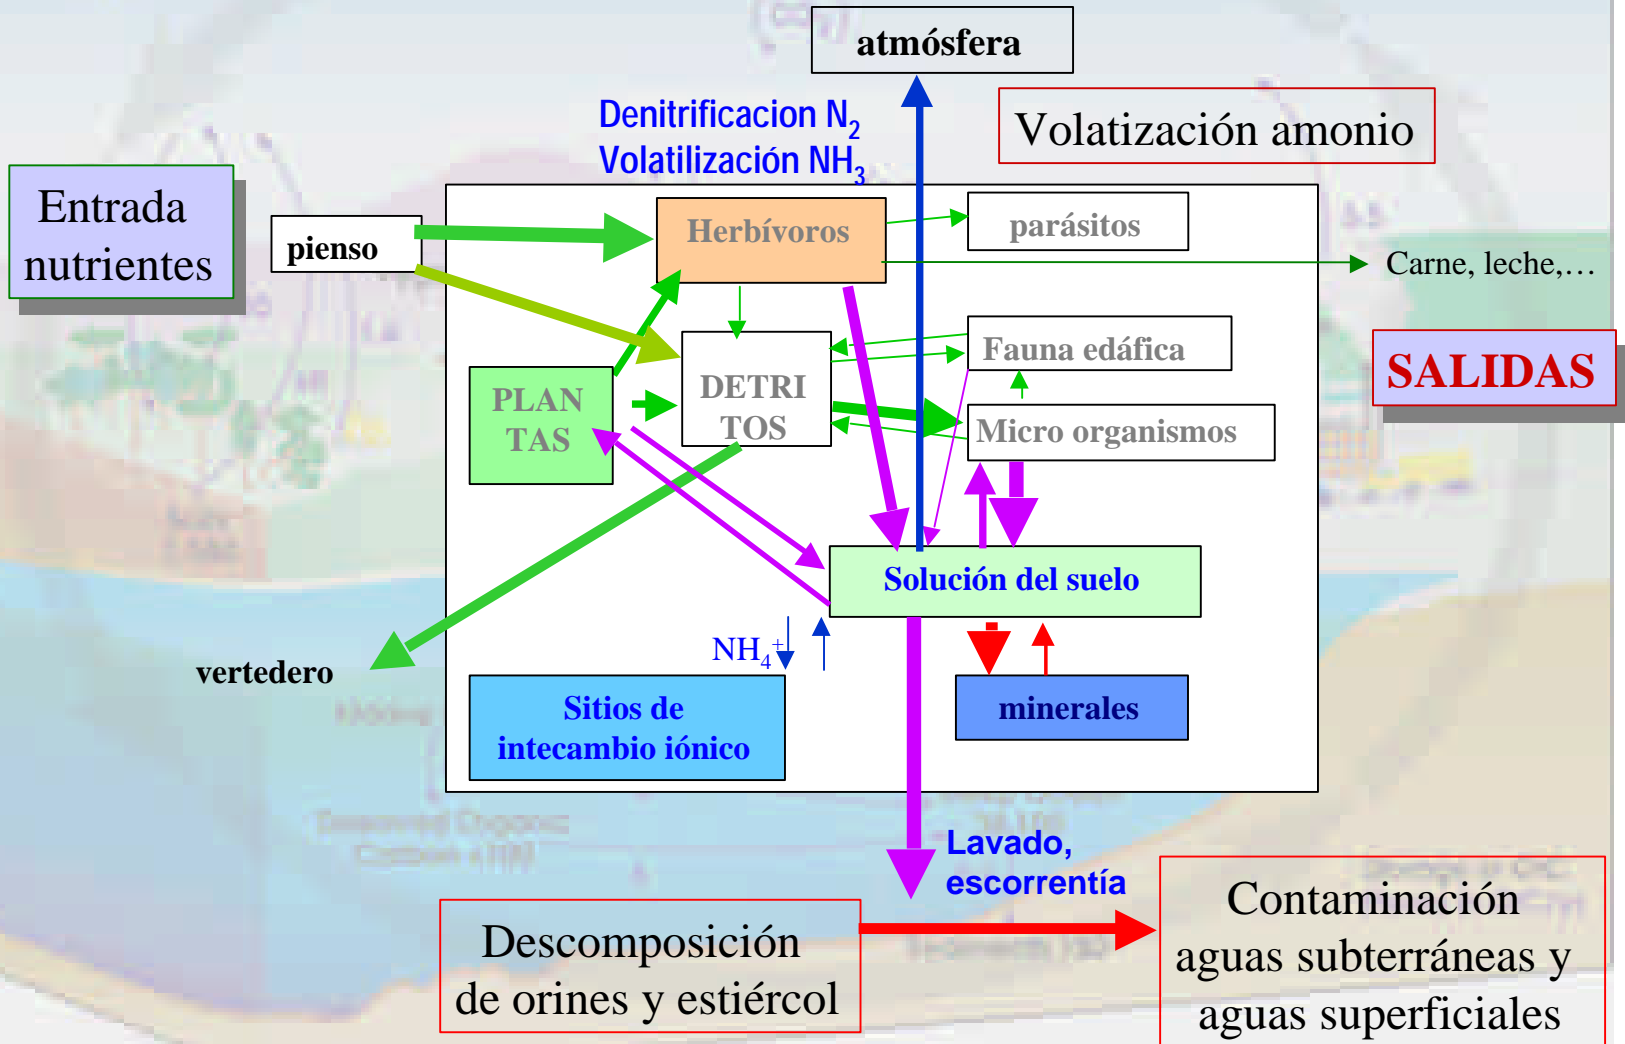 atmósfera
Denitrificacion N₂
Volatilización NH₃
Volatización amonio
Entrada
nutrientes
pienso
Herbívoros
parásitos
Carne, leche,…
Fauna edáfica
SALIDAS
PLAN
TAS
DETRI
TOS
Micro organismos
Solución del suelo
NH₄⁺
vertedero
Sitios de
intecambio iónico
minerales
Lavado,
escorrentía
Descomposición
de orines y estiércol
Contaminación
aguas subterráneas y
aguas superficiales